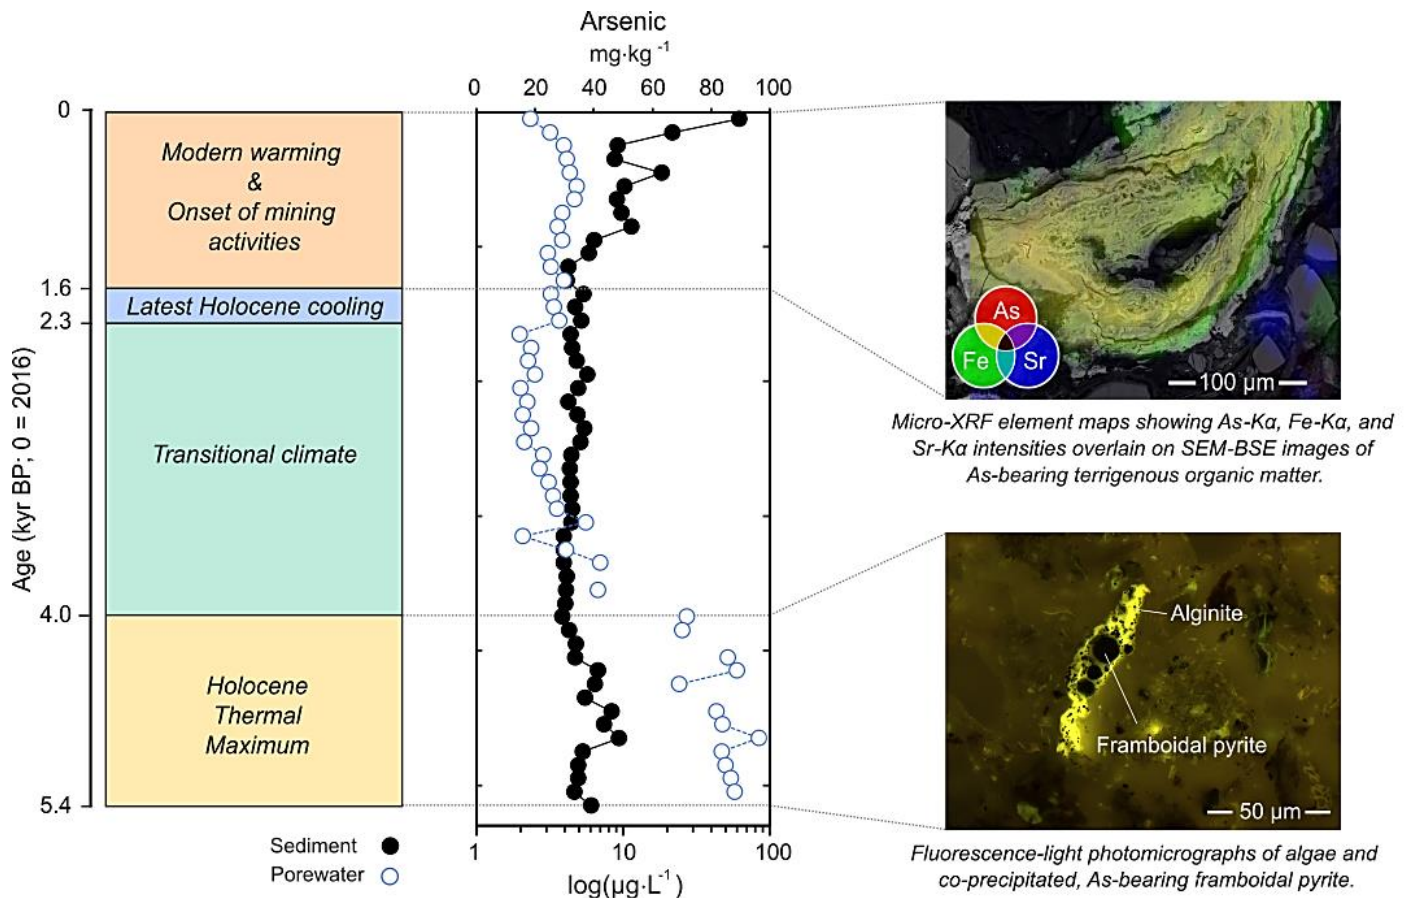 Arsenic
mg·kg -1
0 20 40 60 80 100
0
Modern warming
&
Onset of mining
activities
1.6
Latest Holocene cooling
2.3
Transitional climate
4.0
Holocene
Thermal
Maximum
5.4
Age (kyr BP; 0 = 2016)
Sediment
Porewater
1 10 100
log(µg·L-1)
As
Fe
Sr
100 µm
Micro-XRF element maps showing As-Kα, Fe-Kα, and
Sr-Kα intensities overlain on SEM-BSE images of
As-bearing terrigenous organic matter.
Alginite
Framboidal pyrite
50 µm
Fluorescence-light photomicrographs of algae and
co-precipitated, As-bearing framboidal pyrite.